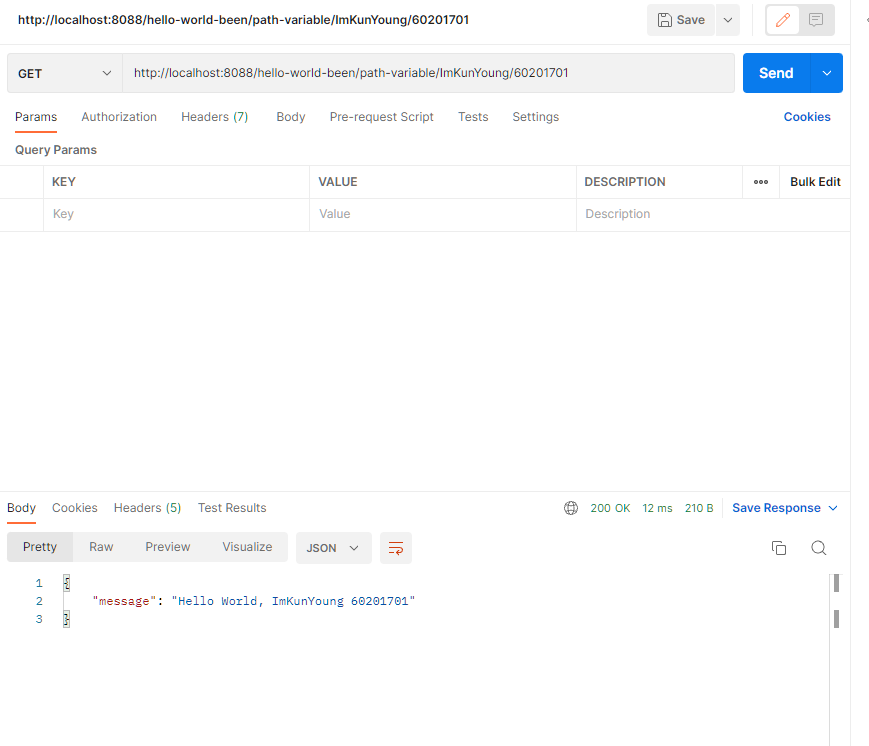 http://localhost:8088/hello-world-been/path-variable/ImKunYoung/60201701 Save
GET http://localhost:8088/hello-world-been/path-variable/ImKunYoung/60201701 Send
Params Authorization Headers (7) Body Pre-request Script Tests Settings Cookies
Query Params
KEY VALUE DESCRIPTION ••• Bulk Edit
Key Value Description
Body Cookies Headers (5) Test Results 200 OK 12 ms 210 B Save Response
Pretty Raw Preview Visualize JSON
1 {
2 "message": "Hello World, ImKunYoung 60201701"
3 }